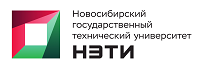 Новосибирский
государственный
технический университет
НЭТИ